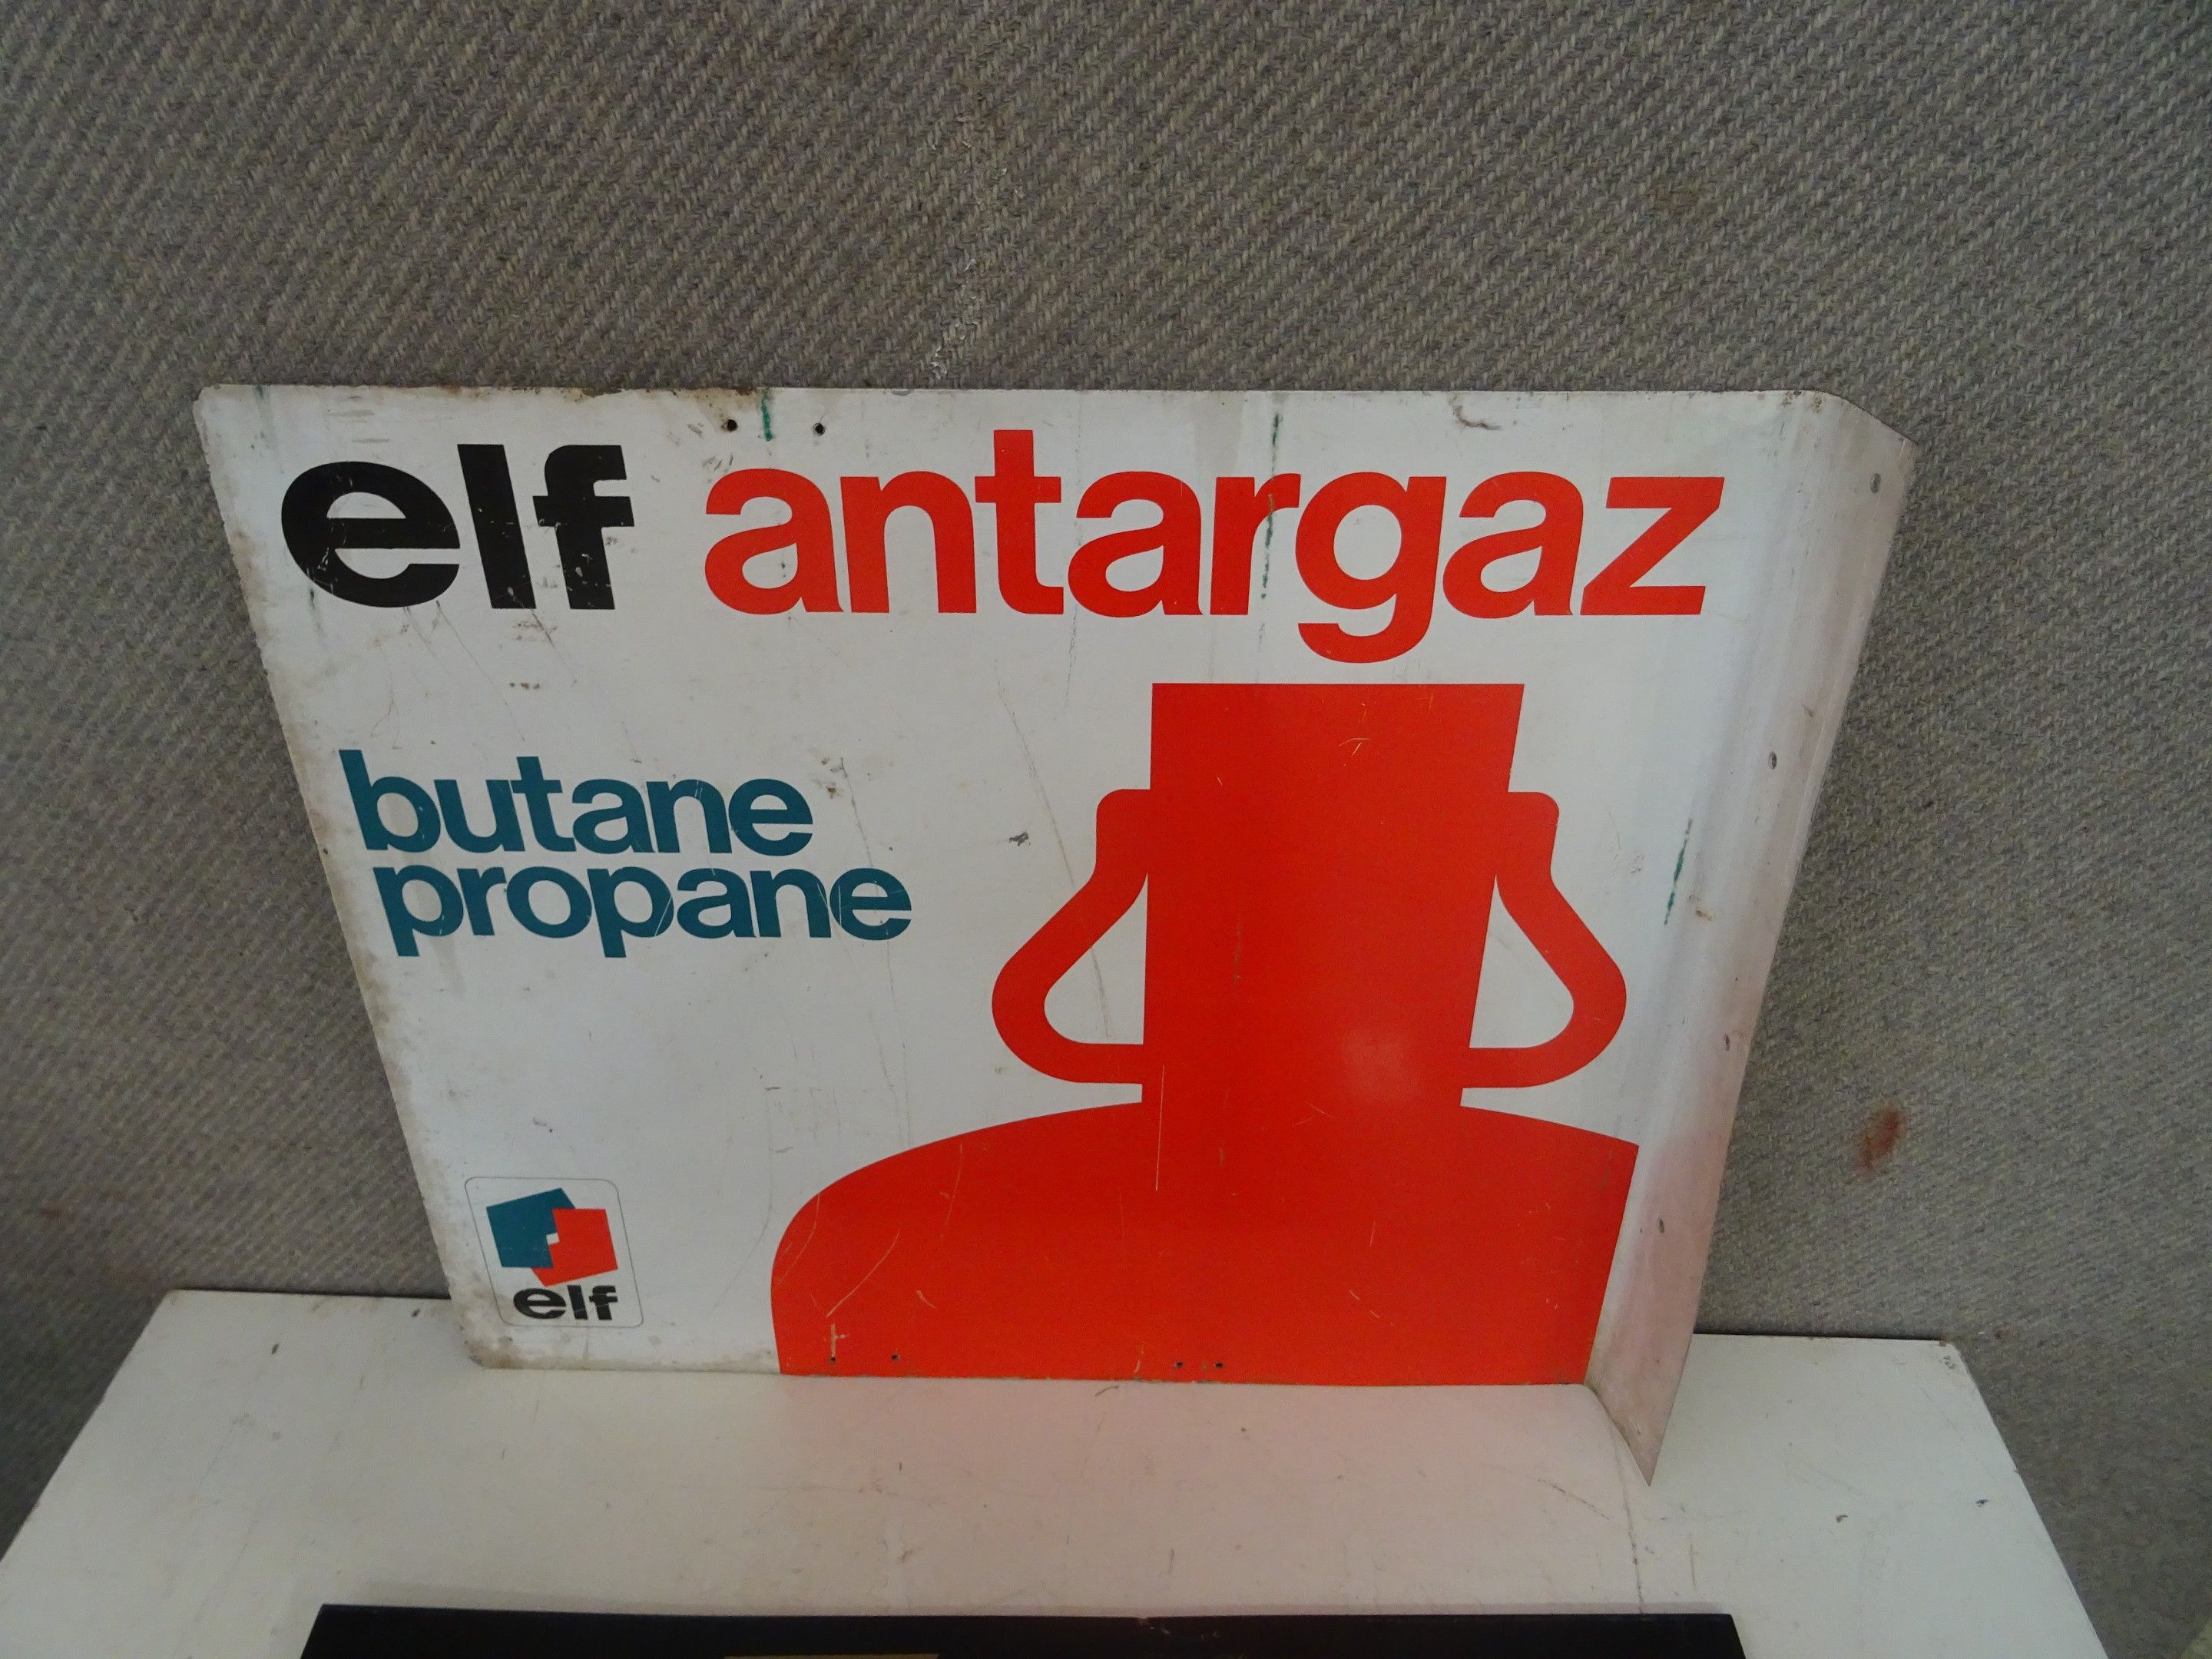 elf antargaz
butane
propane
elf